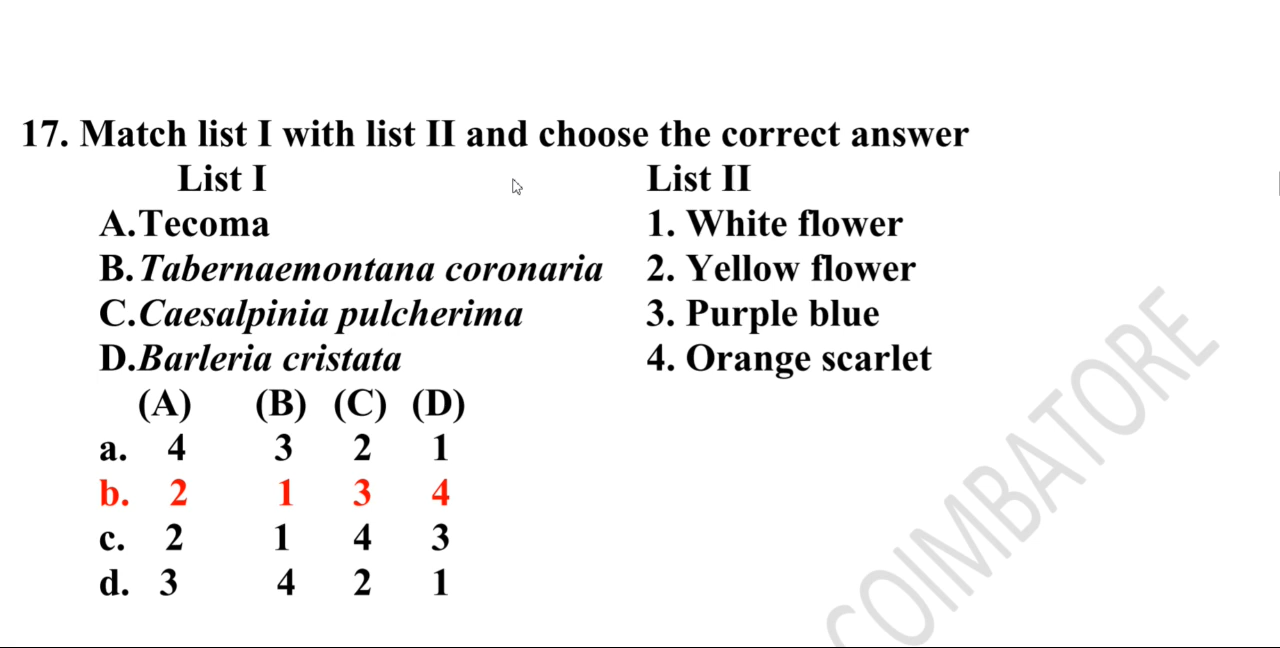 17. Match list I with list II and choose the correct answer
List I List II
A.Tecoma 1. White flower
B.Tabernaemontana coronaria 2. Yellow flower
C.Caesalpinia pulcherima 3. Purple blue
D.Barleria cristata 4. Orange scarlet
(A) (B) (C) (D)
a. 4 3 2 1
b. 2 1 3 4
c. 2 1 4 3
d. 3 4 2 1
COIMBATORE